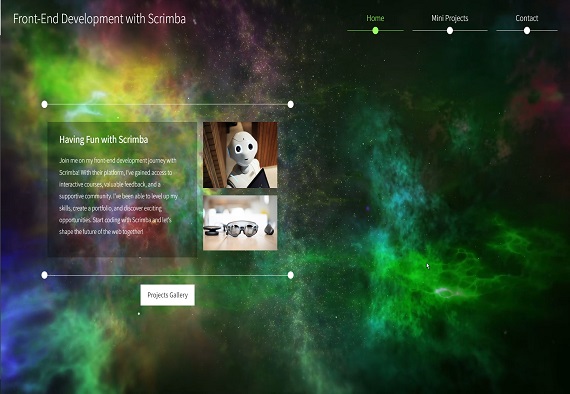 Front-End Development with Scrimba
Home
Mini Projects
Contact
Having Fun with Scrimba
Join me on my front-end development journey with
Scrimba! With their platform, I've gained access to
interactive courses, valuable feedback, and a
supportive community. I've been able to level up my
skills, create a portfolio, and discover exciting
opportunities. Start coding with Scrimba and let's
shape the future of the web together!
Projects Gallery